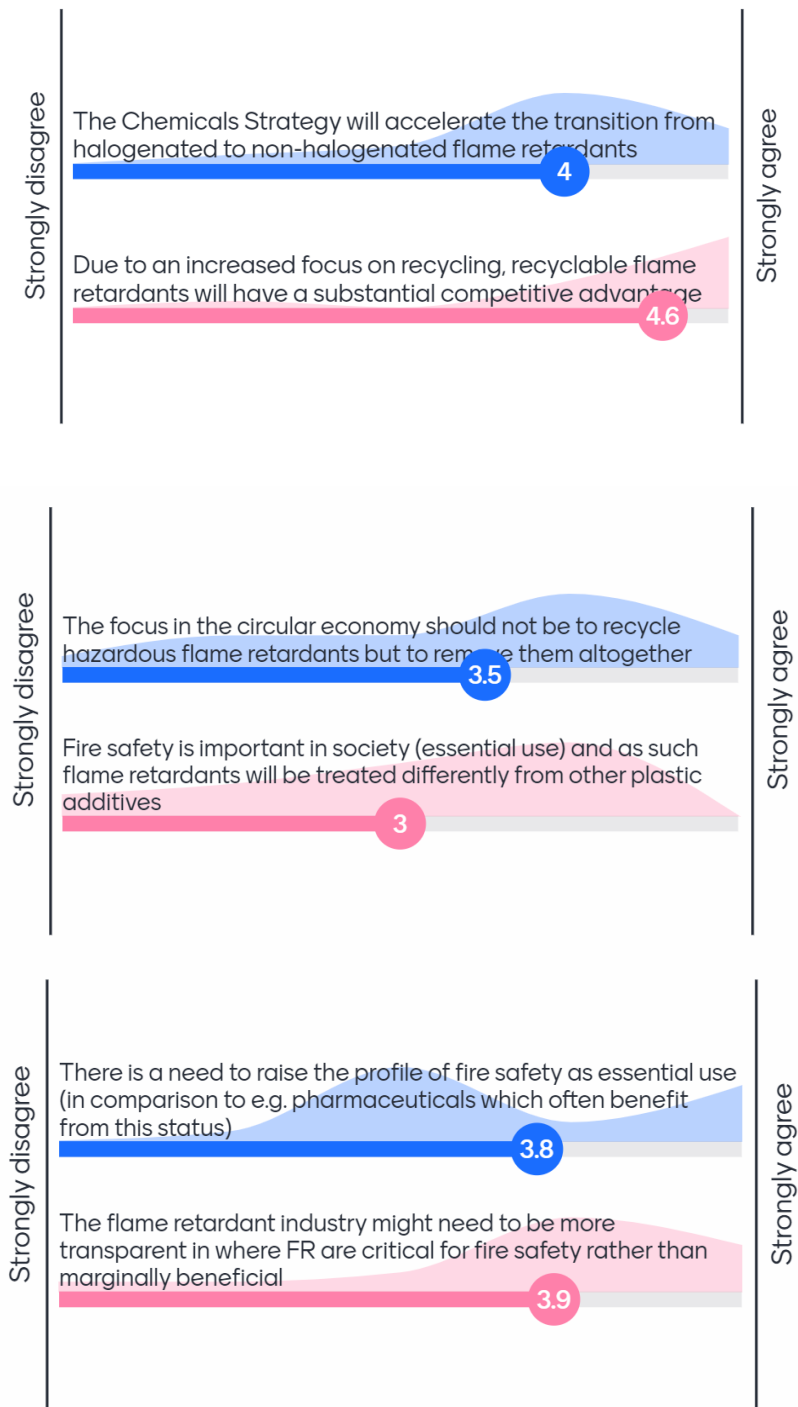 Strongly disagree
The Chemicals Strategy will accelerate the transition from
halogenated to non-halogenated flame retardants
4
Due to an increased focus on recycling, recyclable flame
retardants will have a substantial competitive advantage
4.6
Strongly agree
Strongly disagree
The focus in the circular economy should not be to recycle
hazardous flame retardants but to remove them altogether
3.5
Fire safety is important in society (essential use) and as such
flame retardants will be treated differently from other plastic
additives
3
Strongly agree
Strongly disagree
There is a need to raise the profile of fire safety as essential use
(in comparison to e.g. pharmaceuticals which often benefit
from this status)
3.8
The flame retardant industry might need to be more
transparent in where FR are critical for fire safety rather than
marginally beneficial
3.9
Strongly agree